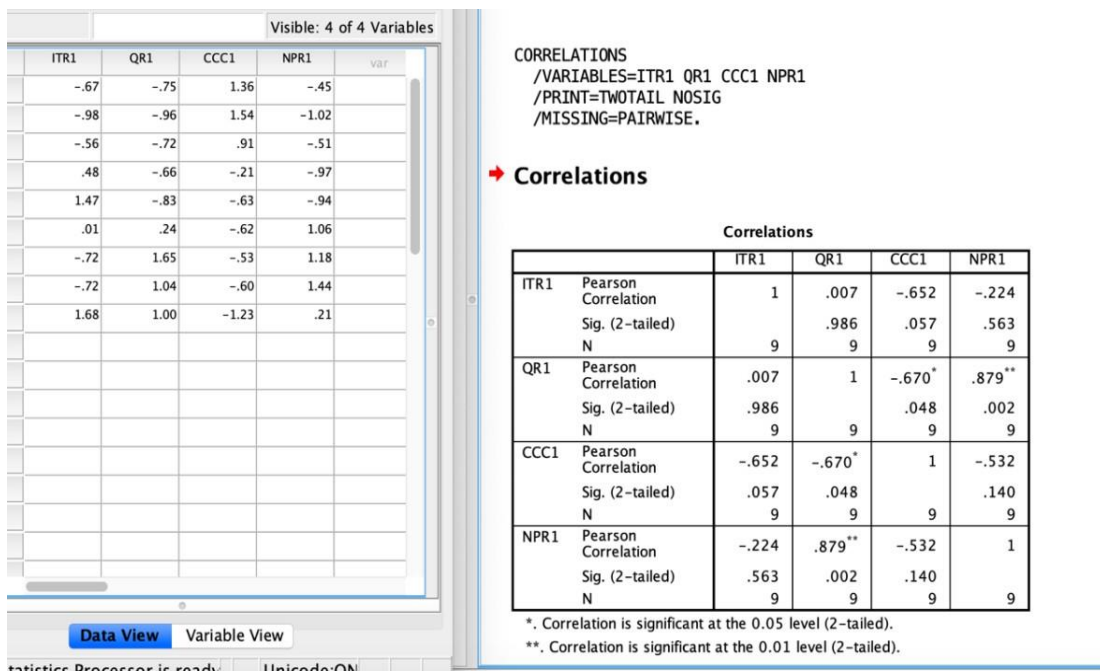 Visible: 4 of 4 Variables
ITR1 QR1 CCC1 NPR1 var
-.67 -.75 1.36 -.45
-.98 -.96 1.54 -1.02
-.56 -.72 .91 -.51
.48 -.66 -.21 -.97
1.47 -.83 -.63 -.94
.01 .24 -.62 1.06
-.72 1.65 -.53 1.18
-.72 1.04 -.60 1.44
1.68 1.00 -1.23 .21
Data View Variable View
tatistics Processor is ready Unicode:ON
CORRELATIONS
/VARIABLES=ITR1 QR1 CCC1 NPR1
/PRINT=TWOTAIL NOSIG
/MISSING=PAIRWISE.
Correlations
Correlations
ITR1 QR1 CCC1 NPR1
ITR1 Pearson
Correlation 1 .007 -.652 -.224
Sig. (2-tailed) .986 .057 .563
N 9 9 9 9
QR1 Pearson
Correlation .007 1 -.670* .879**
Sig. (2-tailed) .986 .048 .002
N 9 9 9 9
CCC1 Pearson
Correlation -.652 -.670* 1 -.532
Sig. (2-tailed) .057 .048 .140
N 9 9 9 9
NPR1 Pearson
Correlation -.224 .879** -.532 1
Sig. (2-tailed) .563 .002 .140
N 9 9 9 9
*. Correlation is significant at the 0.05 level (2-tailed).
**. Correlation is significant at the 0.01 level (2-tailed).